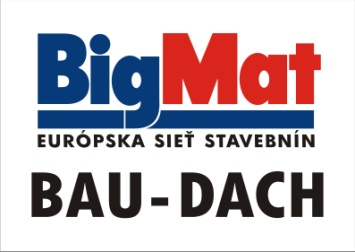 BigMat
EURÓPSKA SIEŤ STAVEBNÍN
BAU-DACH